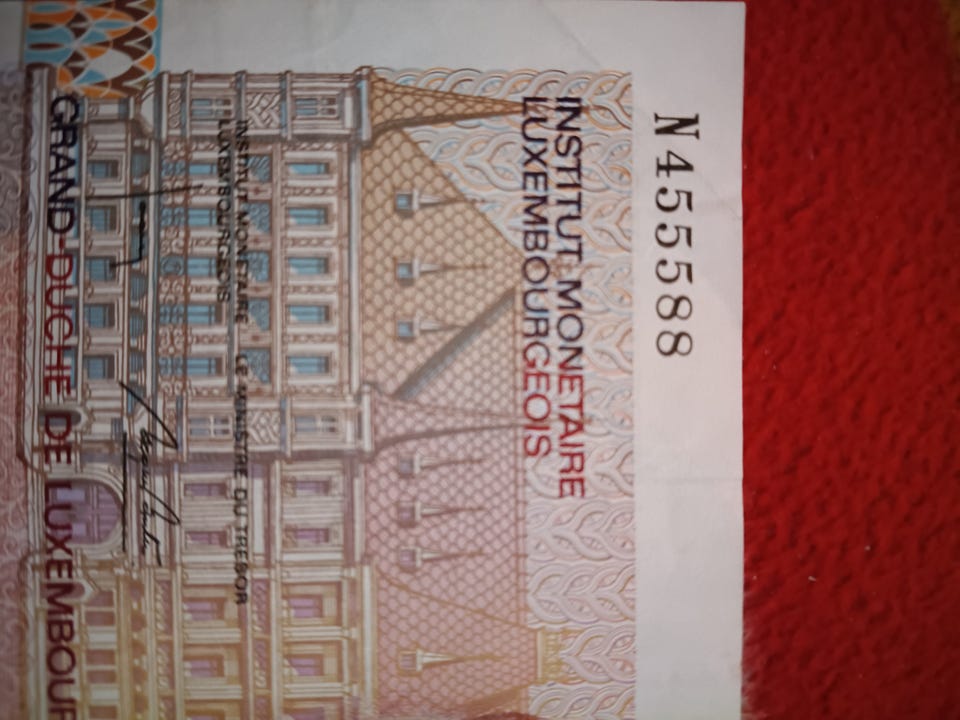 N455588
INSTITUT MONETAIRE
LUXEMBOURGEOIS
INSTITUT MONETAIRE LE MINISTRE DU TRESOR
LUXEMBOURGEOIS
GRAND-DUCHE DE LUXEMBOUR